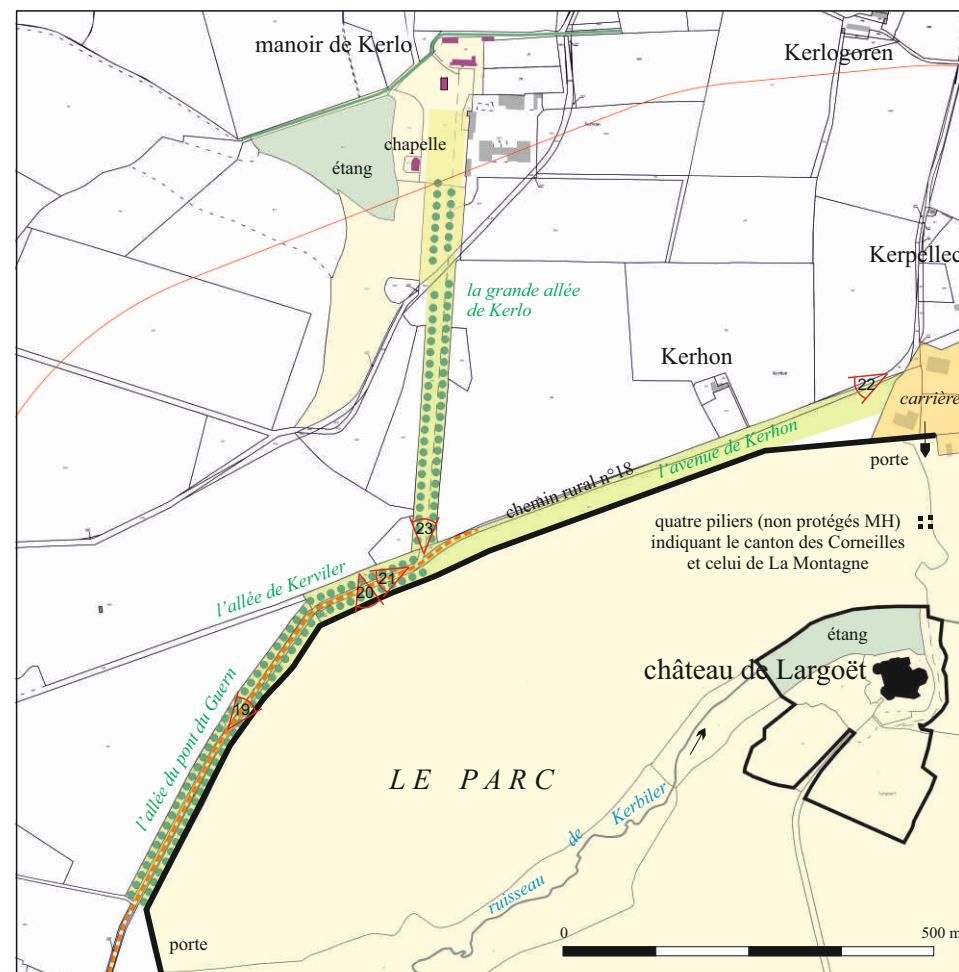 manoir de Kerlo
Kerlogoren
chapelle
étang
Kerpellec
la grande allée
de Kerlo
Kerhon
22
carrière
l'avenue de Kerhon
porte
chemin rural n°18
quatre piliers (non protégés MH)
indiquant le canton des Corneilles
et celui de La Montagne
23
21
20
l'allée de Kerviler
étang
château de Largoët
19
l'allée du pont du Guern
LE PARC
ruisseau de Kerbiler
porte
0
500 m